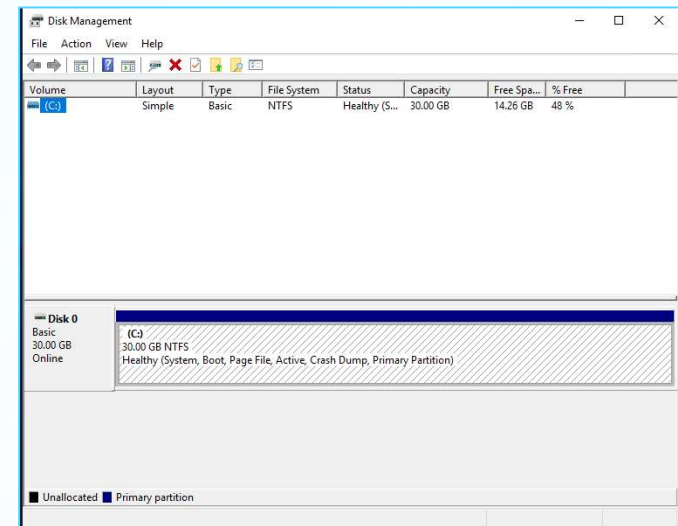 Disk Management
File Action View Help
Volume Layout Type File System Status Capacity Free Spa... % Free
(C:) Simple Basic NTFS Healthy (S... 30.00 GB 14.26 GB 48 %
Disk 0
Basic
30.00 GB
Online
(C:)
30.00 GB NTFS
Healthy (System, Boot, Page File, Active, Crash Dump, Primary Partition)
Unallocated Primary partition